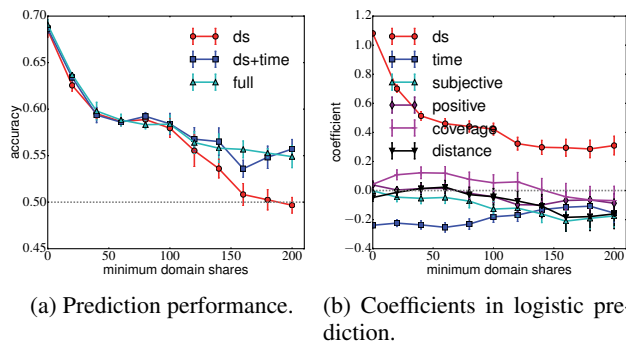 0.70
0.65
0.60
0.55
0.50
0.45
accuracy
ds
ds+time
full
0 50 100 150 200
minimum domain shares
1.2
1.0
0.8
0.6
0.4
0.2
0.0
−0.2
−0.4
coefficient
ds
time
subjective
positive
coverage
distance
0 50 100 150 200
minimum domain shares
(a) Prediction performance.
(b) Coefficients in logistic pre-
diction.